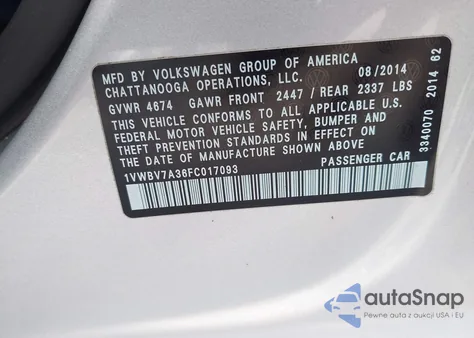 MFD BY VOLKSWAGEN GROUP OF AMERICA
CHATTANOOGA OPERATIONS, LLC. 08/2014
GVWR 4674 GAWR FRONT 2447 / REAR 2337 LBS
THIS VEHICLE CONFORMS TO ALL APPLICABLE
FEDERAL MOTOR VEHICLE SAFETY, BUMPER AND
THEFT PREVENTION STANDARDS IN EFFECT ON
THE DATE OF MANUFACTURE SHOWN ABOVE
1VWBV7A36FC017093 PASSENGER CAR
3340070 2014 62
autoSnap
Pewne auta z aukcji USA i EU